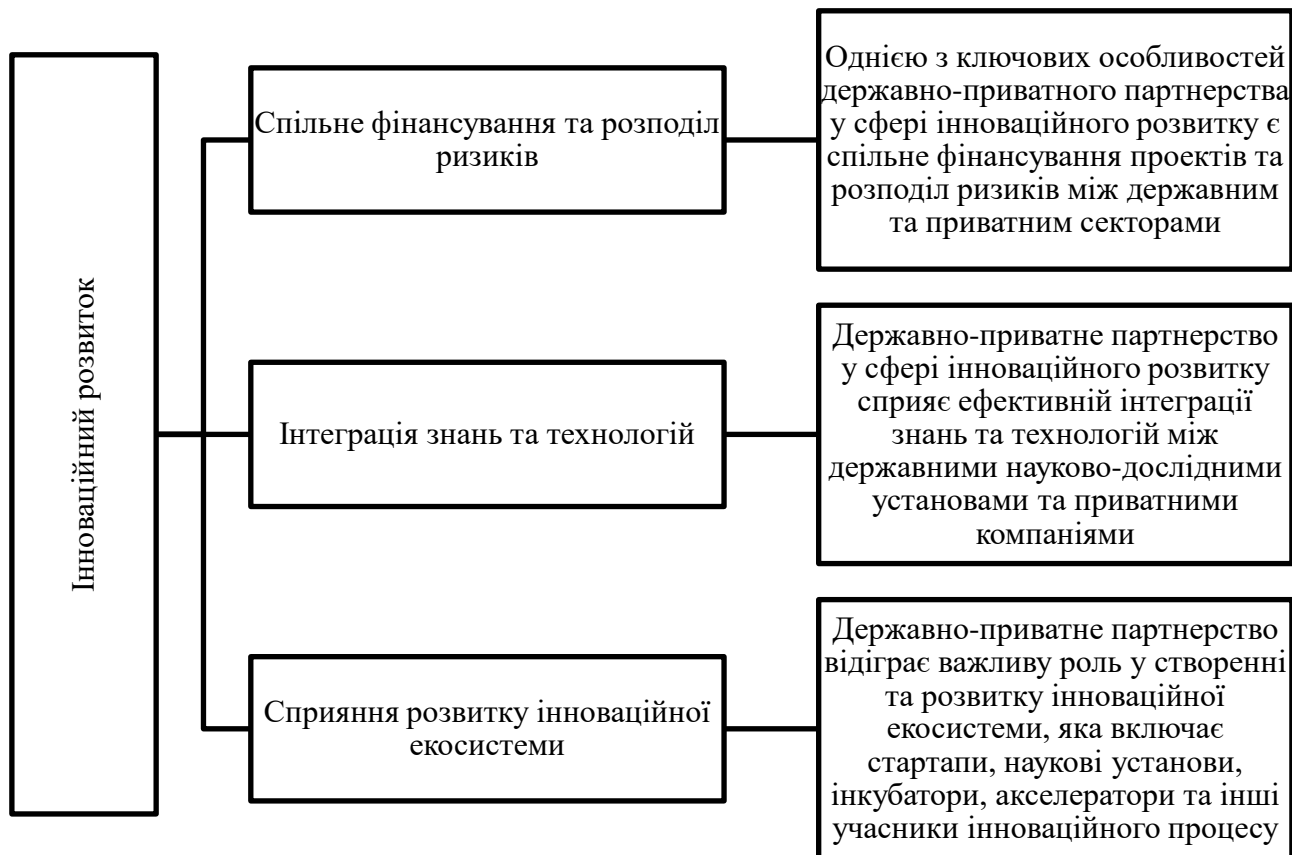 Інноваційний розвиток
Спільне фінансування та розподіл
ризиків
Однією з ключових особливостей
державно-приватного партнерства
у сфері інноваційного розвитку є
спільне фінансування проектів та
розподіл ризиків між державним
та приватним секторами
Інтеграція знань та технологій
Державно-приватне партнерство
у сфері інноваційного розвитку
сприяє ефективній інтеграції
знань та технологій між
державними науково-дослідними
установами та приватними
компаніями
Сприяння розвитку інноваційної
екосистеми
Державно-приватне партнерство
відіграє важливу роль у створенні
та розвитку інноваційної
екосистеми, яка включає
стартапи, наукові установи,
інкубатори, акселератори та інші
учасники інноваційного процесу